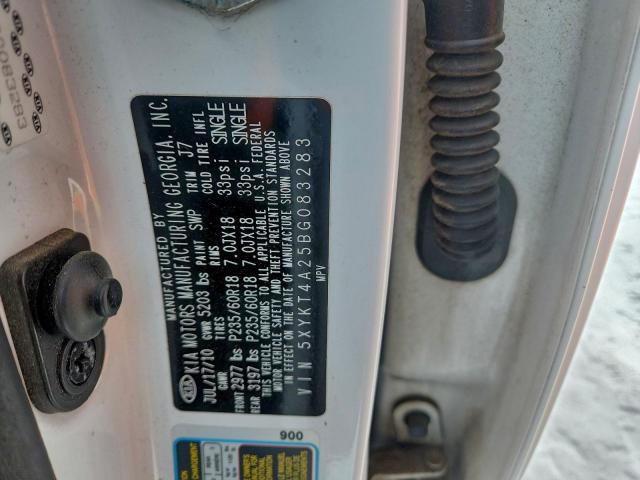 MANUFACTURED BY
KIA KIA MOTORS MANUFACTURING GEORGIA, INC.
JUL/17/10 PAINT SWP TRIM J7
GVWR 5203 lbs
GAWR TIRES RIMS COLD TIRE INFL
FRONT 2977 lbs P235/60R18 7.0JX18 33psi SINGLE
REAR 3197 lbs P235/60R18 7.0JX18 33psi SINGLE
THIS VEHICLE CONFORMS TO ALL APPLICABLE U.S.A. FEDERAL
MOTOR VEHICLE SAFETY AND THEFT PREVENTION STANDARDS
IN EFFECT ON THE DATE OF MANUFACTURE SHOWN ABOVE
VIN 5XYKT4A25BG083283
MPV
900